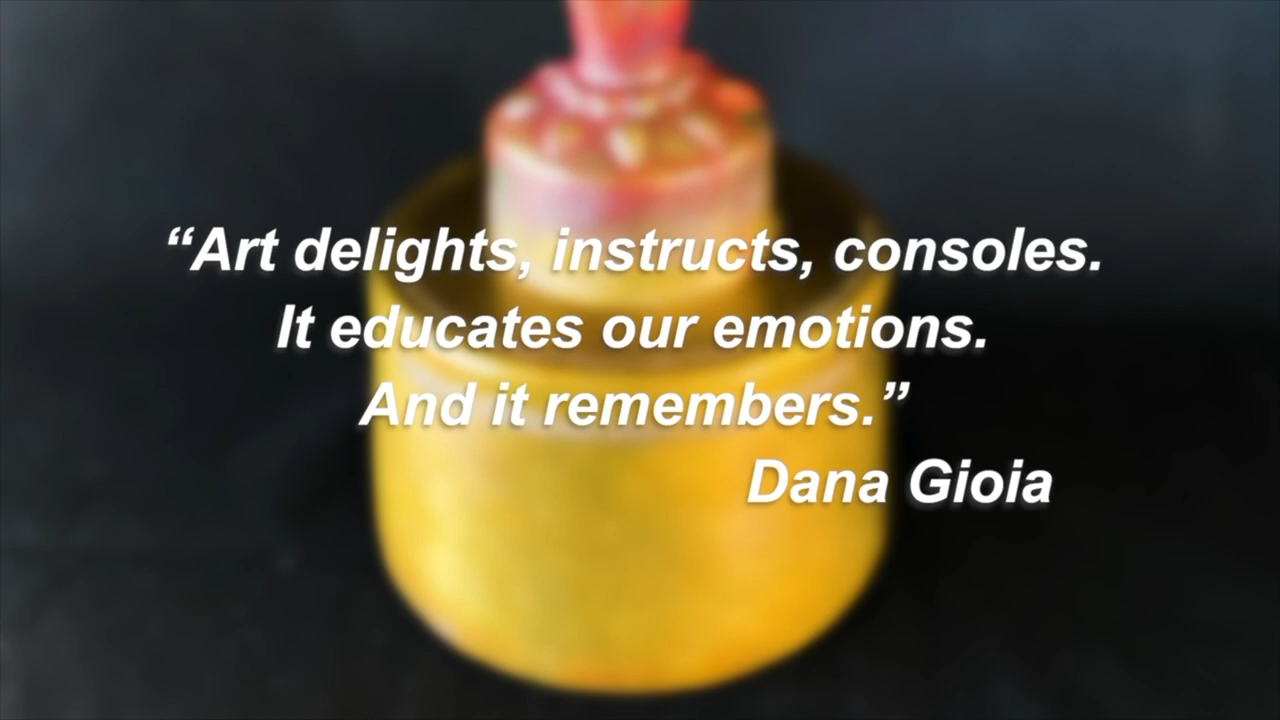 “Art delights, instructs, consoles.
It educates our emotions.
And it remembers.”
Dana Gioia